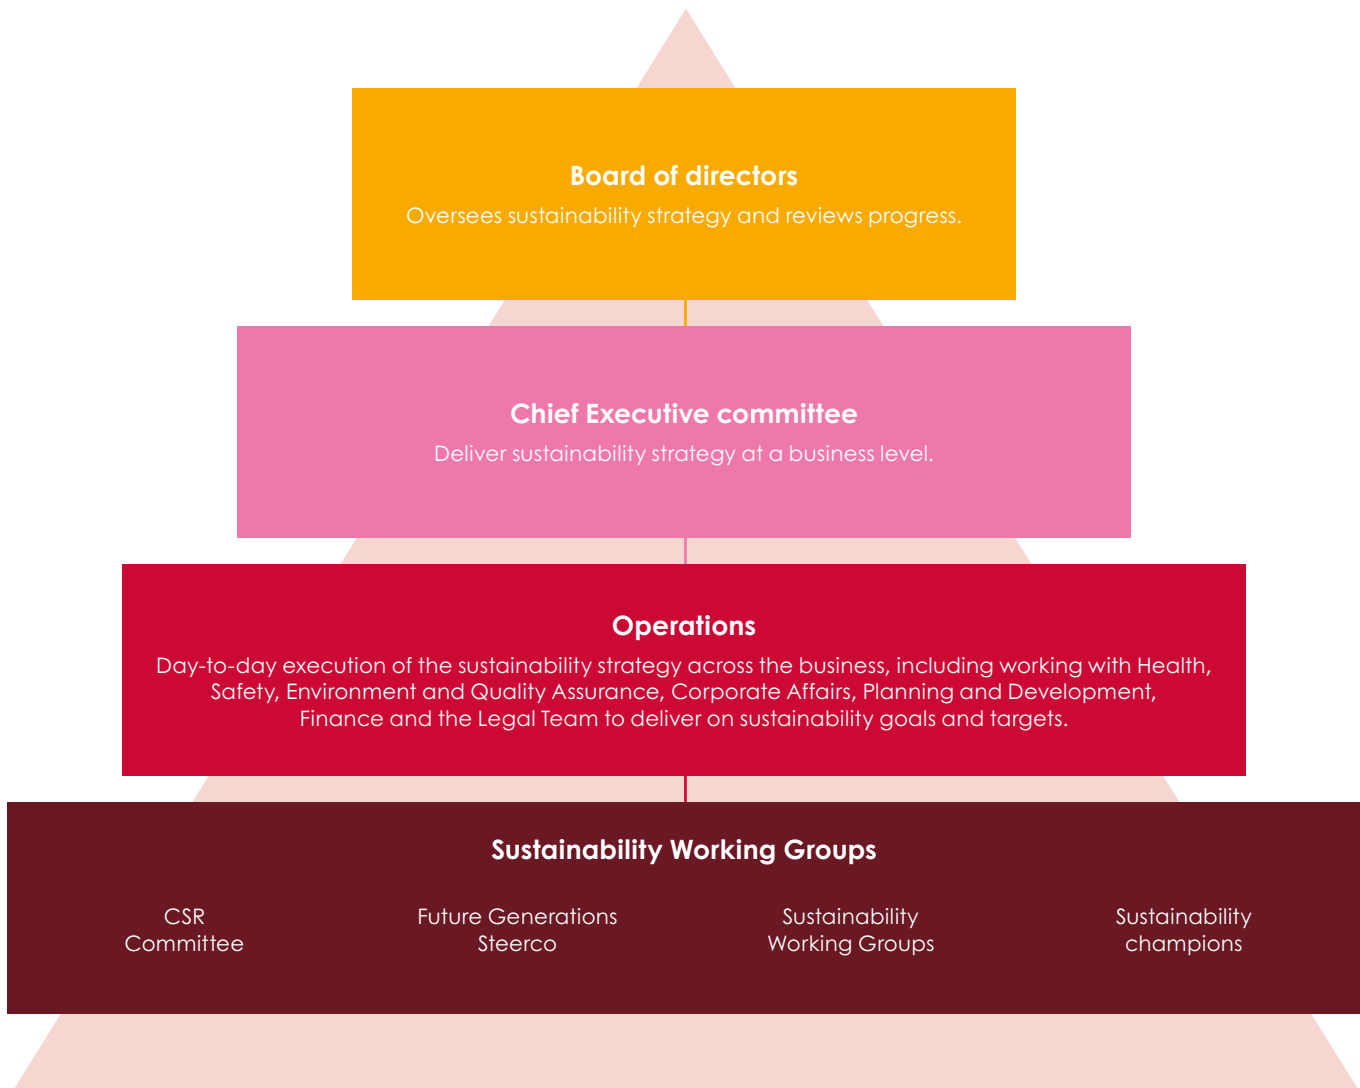 Board of directors
Oversees sustainability strategy and reviews progress.
Chief Executive committee
Deliver sustainability strategy at a business level.
Operations
Day-to-day execution of the sustainability strategy across the business, including working with Health,
Safety, Environment and Quality Assurance, Corporate Affairs, Planning and Development,
Finance and the Legal Team to deliver on sustainability goals and targets.
Sustainability Working Groups
CSR
Committee
Future Generations
Steerco
Sustainability
Working Groups
Sustainability
champions